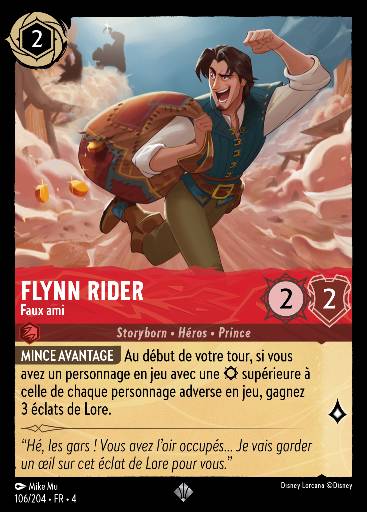 2
FLYNN RIDER
Faux ami
2
2
Storyborn • Héros • Prince
MINCE AVANTAGE Au début de votre tour, si vous
avez un personnage en jeu avec une supérieure à
celle de chaque personnage adverse en jeu, gagnez
3 éclats de Lore.
“Hé, les gars ! Vous avez l’air occupés... Je vais garder
un œil sur cet éclat de Lore pour vous.”
Mike Mu
Disney Lorcana ©Disney
106/204 • FR • 4